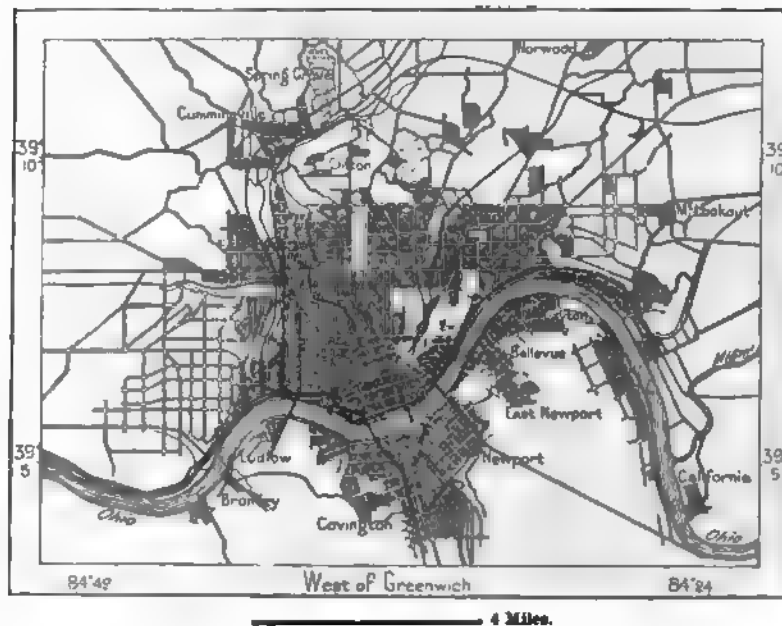 Norwood
Spring Grove
Cumminsville
39
10
39
10
Clifton
Mt Lookout
Bellevue
East Newport
39
5
Ludlow
Newport
39
5
California
Bromley
Ohio
Covington
Ohio
84°49
West of Greenwich
84°24
4 Miles.